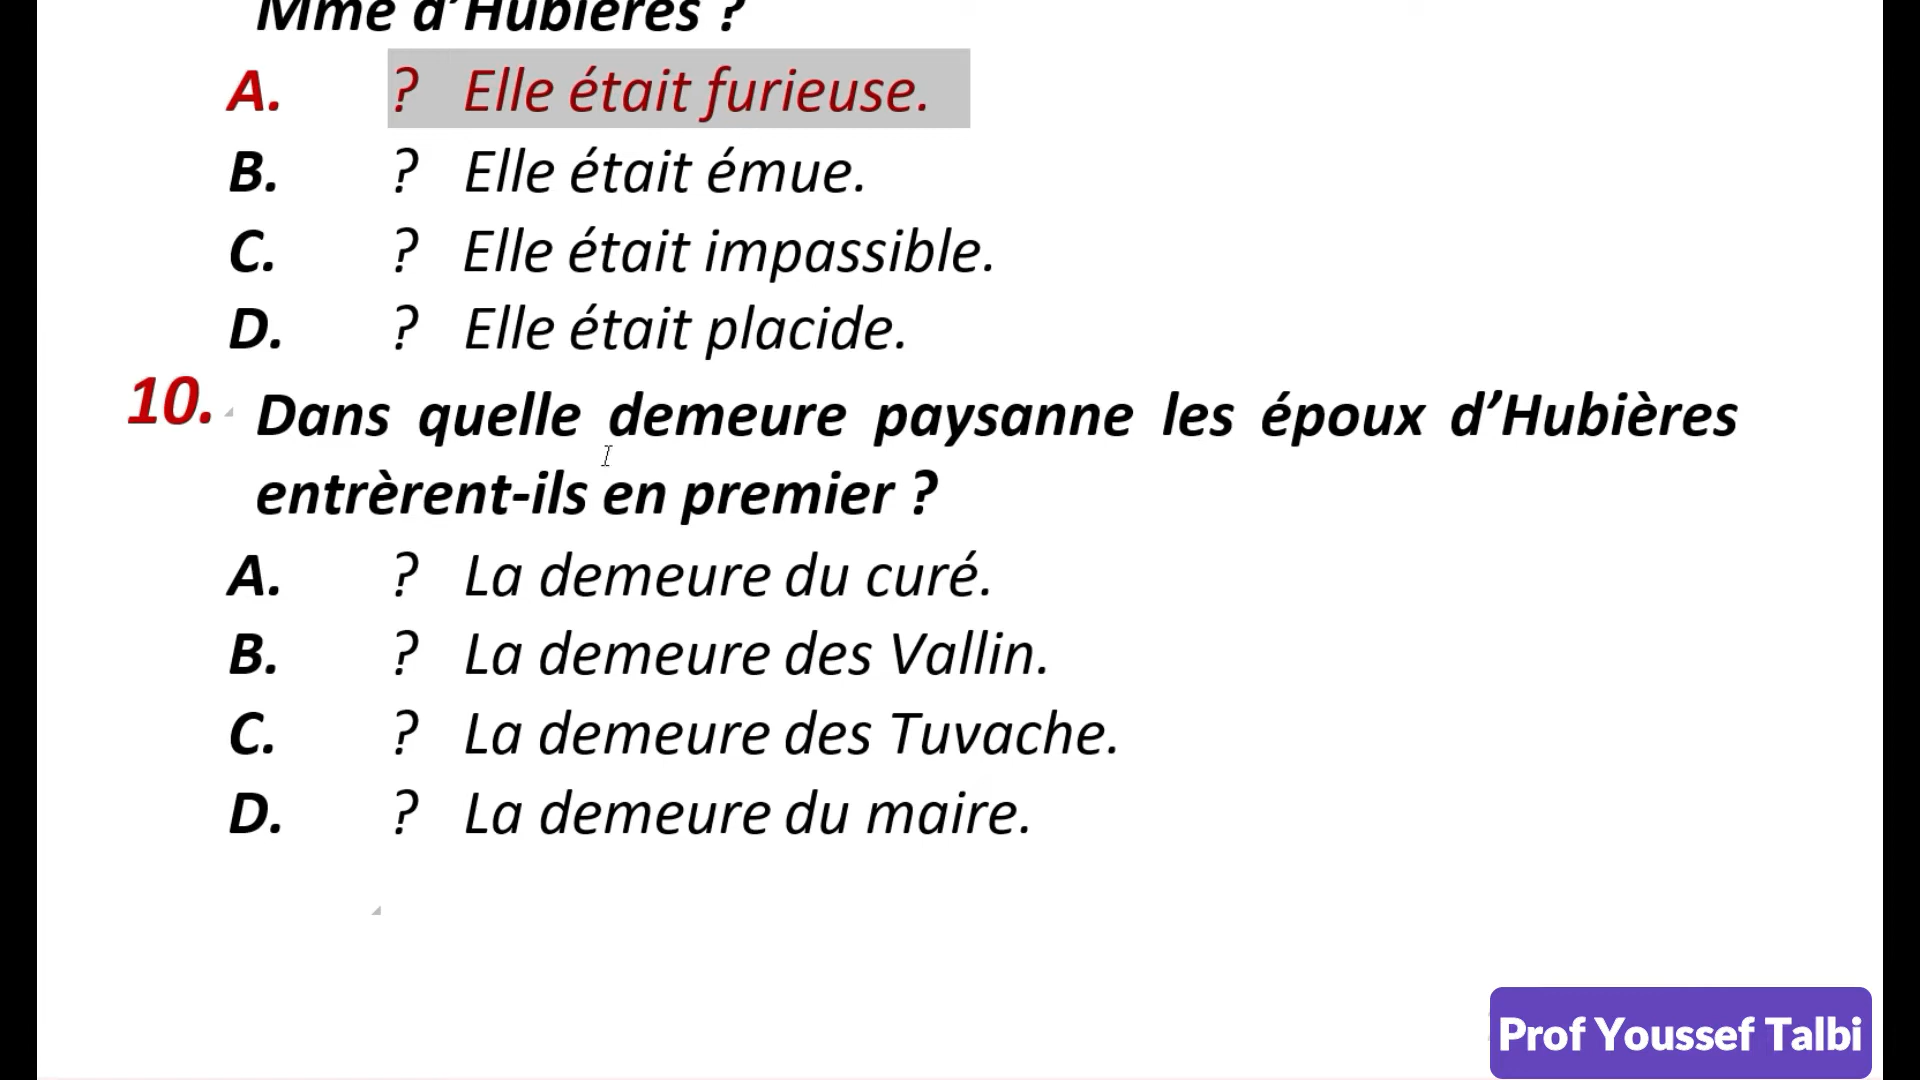 Mme d’Hubières ?
A. ? Elle était furieuse.
B. ? Elle était émue.
C. ? Elle était impassible.
D. ? Elle était placide.
10. Dans quelle demeure paysanne les époux d’Hubières
entrèrent-ils en premier ?
A. ? La demeure du curé.
B. ? La demeure des Vallin.
C. ? La demeure des Tuvache.
D. ? La demeure du maire.
Prof Youssef Talbi